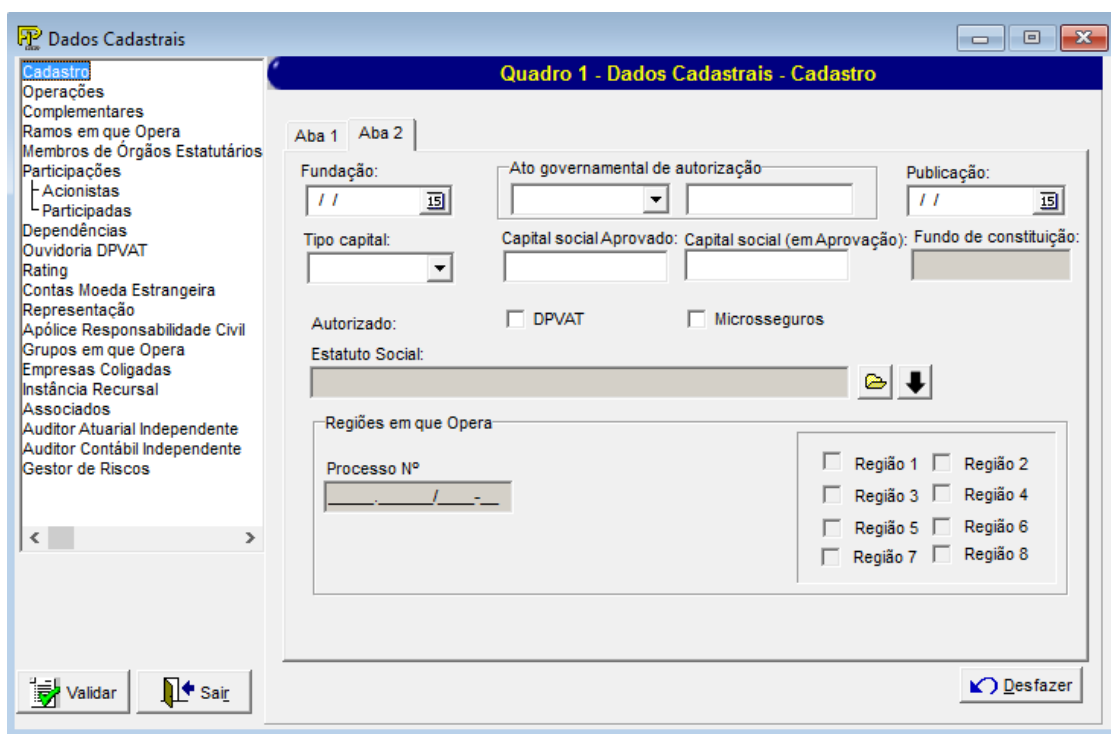 Dados Cadastrais
Cadastro
Operações
Complementares
Ramos em que Opera
Membros de Órgãos Estatutários
Participações
Acionistas
Participadas
Dependências
Ouvidoria DPVAT
Rating
Contas Moeda Estrangeira
Representação
Apólice Responsabilidade Civil
Grupos em que Opera
Empresas Coligadas
Instância Recursal
Associados
Auditor Atuarial Independente
Auditor Contábil Independente
Gestor de Riscos
Validar Sair
Quadro 1 - Dados Cadastrais - Cadastro
Aba 1 Aba 2
Fundação: Ato governamental de autorização Publicação:
/ / 15 / / 15
Tipo capital: Capital social Aprovado: Capital social (em Aprovação): Fundo de constituição:
Autorizado: DPVAT Microsseguros
Estatuto Social:
Regiões em que Opera
Processo Nº
_____.______/____-__
Região 1 Região 2
Região 3 Região 4
Região 5 Região 6
Região 7 Região 8
Desfazer